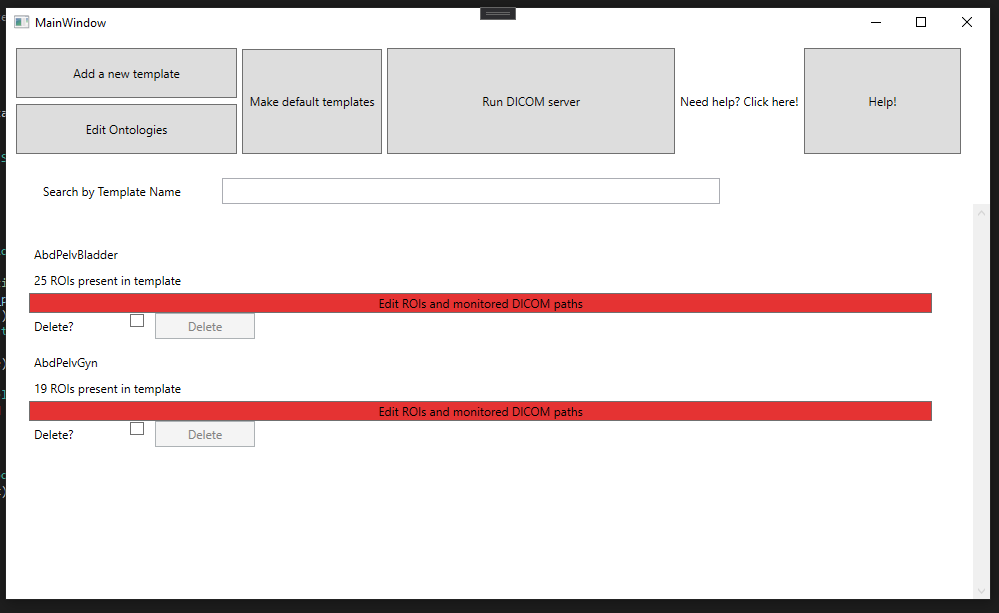 MainWindow
Add a new template
Edit Ontologies
Make default templates
Run DICOM server
Need help? Click here!
Help!
Search by Template Name
AbdPelvBladder
25 ROIs present in template
Edit ROIs and monitored DICOM paths
Delete?
Delete
AbdPelvGyn
19 ROIs present in template
Edit ROIs and monitored DICOM paths
Delete?
Delete